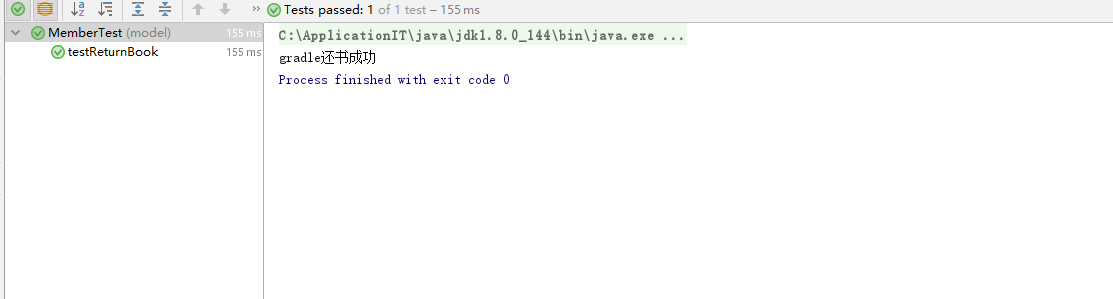 Tests passed: 1 of 1 test – 155 ms
MemberTest (model) 155 ms
testReturnBook 155 ms
C:\ApplicationIT\java\jdk1.8.0_144\bin\java.exe ...
gradle还书成功
Process finished with exit code 0